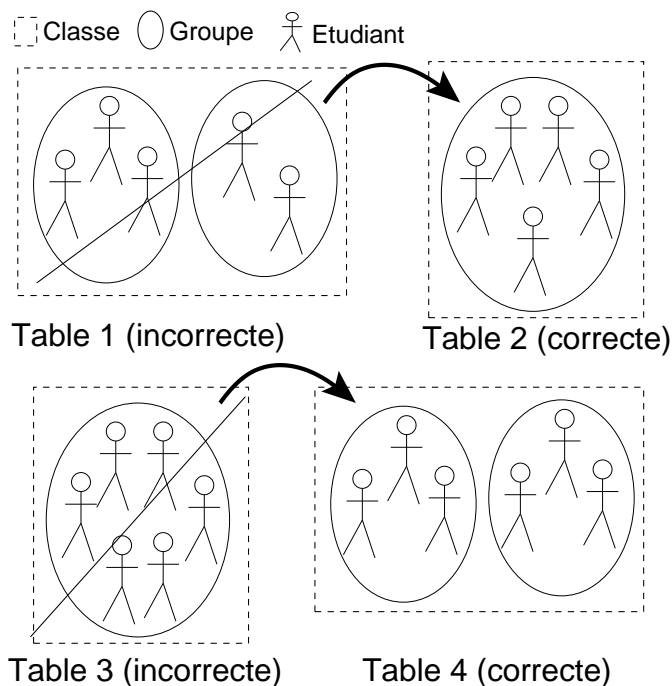 Classe Groupe Etudiant
Table 1 (incorrecte) Table 2 (correcte)
Table 3 (incorrecte) Table 4 (correcte)